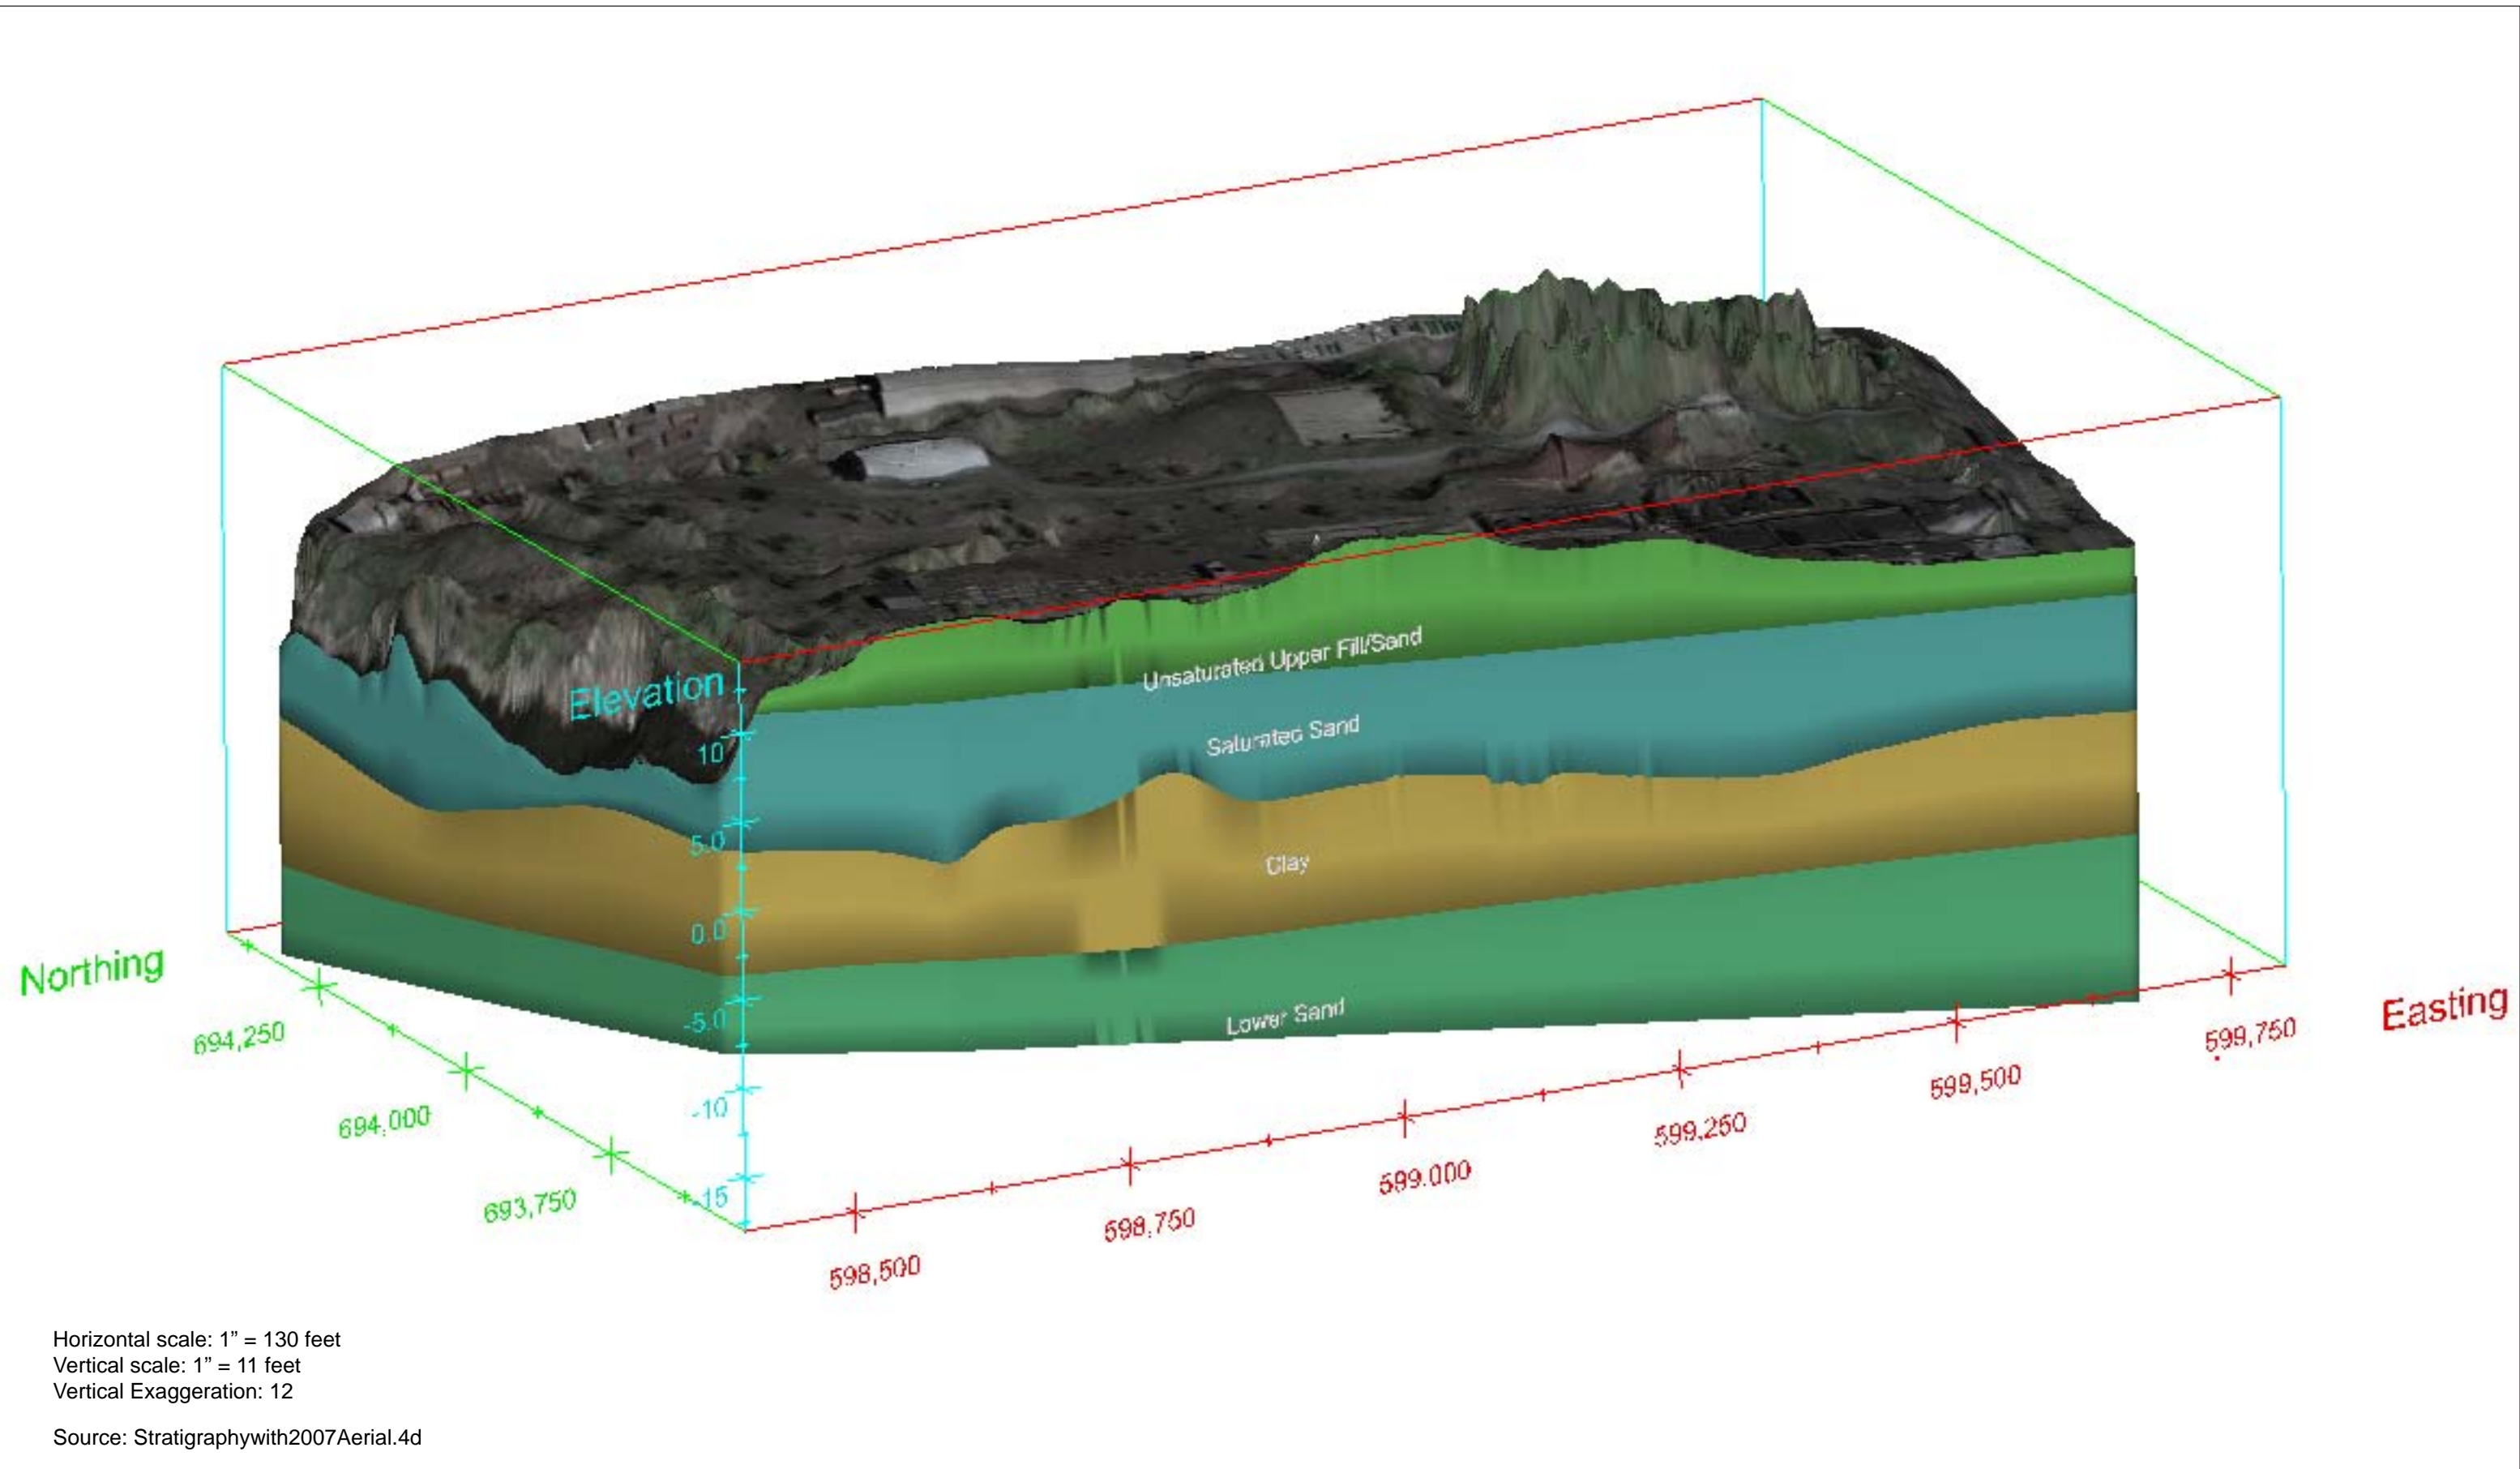 Elevation
10
5.0
0.0
-5.0
-10
-15
Unsaturated Upper Fill/Sand
Saturated Sand
Clay
Lower Sand
Northing
694,250
694,000
693,750
Easting
598,500
598,750
599.000
599,250
599,500
599,750
Horizontal scale: 1” = 130 feet
Vertical scale: 1” = 11 feet
Vertical Exaggeration: 12
Source: Stratigraphywith2007Aerial.4d